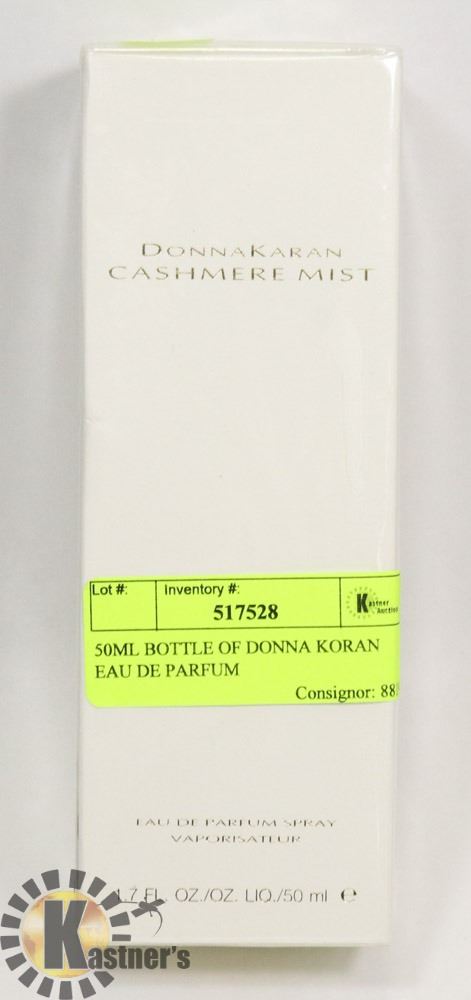 DONNAKARAN
CASHMERE MIST
Lot #:
Inventory #:
517528
Kastner
Auctions
50ML BOTTLE OF DONNA KORAN
EAU DE PARFUM
Consignor: 88
EAU DE PARFUM SPRAY
VAPORISATEUR
1.7 FL. OZ./OZ. LIQ./50 ml e
Kastner's